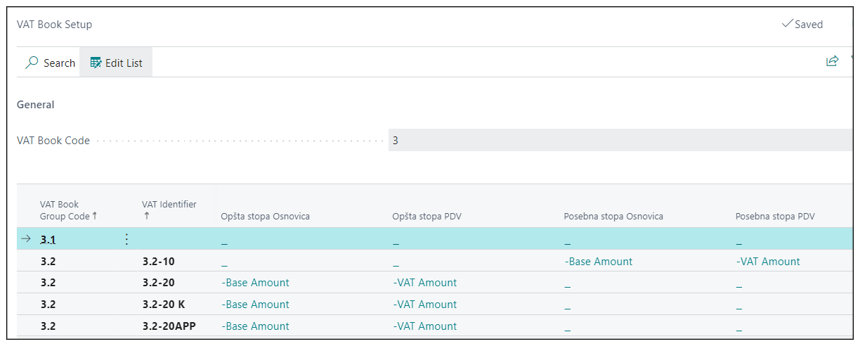 VAT Book Setup
Saved
Search Edit List
General
VAT Book Code 3
VAT Book Group Code↑ VAT Identifier ↑ Opšta stopa Osnovica Opšta stopa PDV Posebna stopa Osnovica Posebna stopa PDV
3.1 _ _ _ _
3.2 3.2-10 _ _ -Base Amount -VAT Amount
3.2 3.2-20 -Base Amount -VAT Amount _ _
3.2 3.2-20 K -Base Amount -VAT Amount _ _
3.2 3.2-20APP -Base Amount -VAT Amount _ _